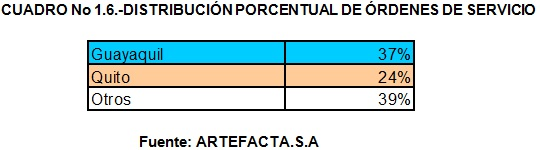 CUADRO No 1.6.-DISTRIBUCIÓN PORCENTUAL DE ÓRDENES DE SERVICIO
Guayaquil 37%
Quito 24%
Otros 39%
Fuente: ARTEFACTA.S.A